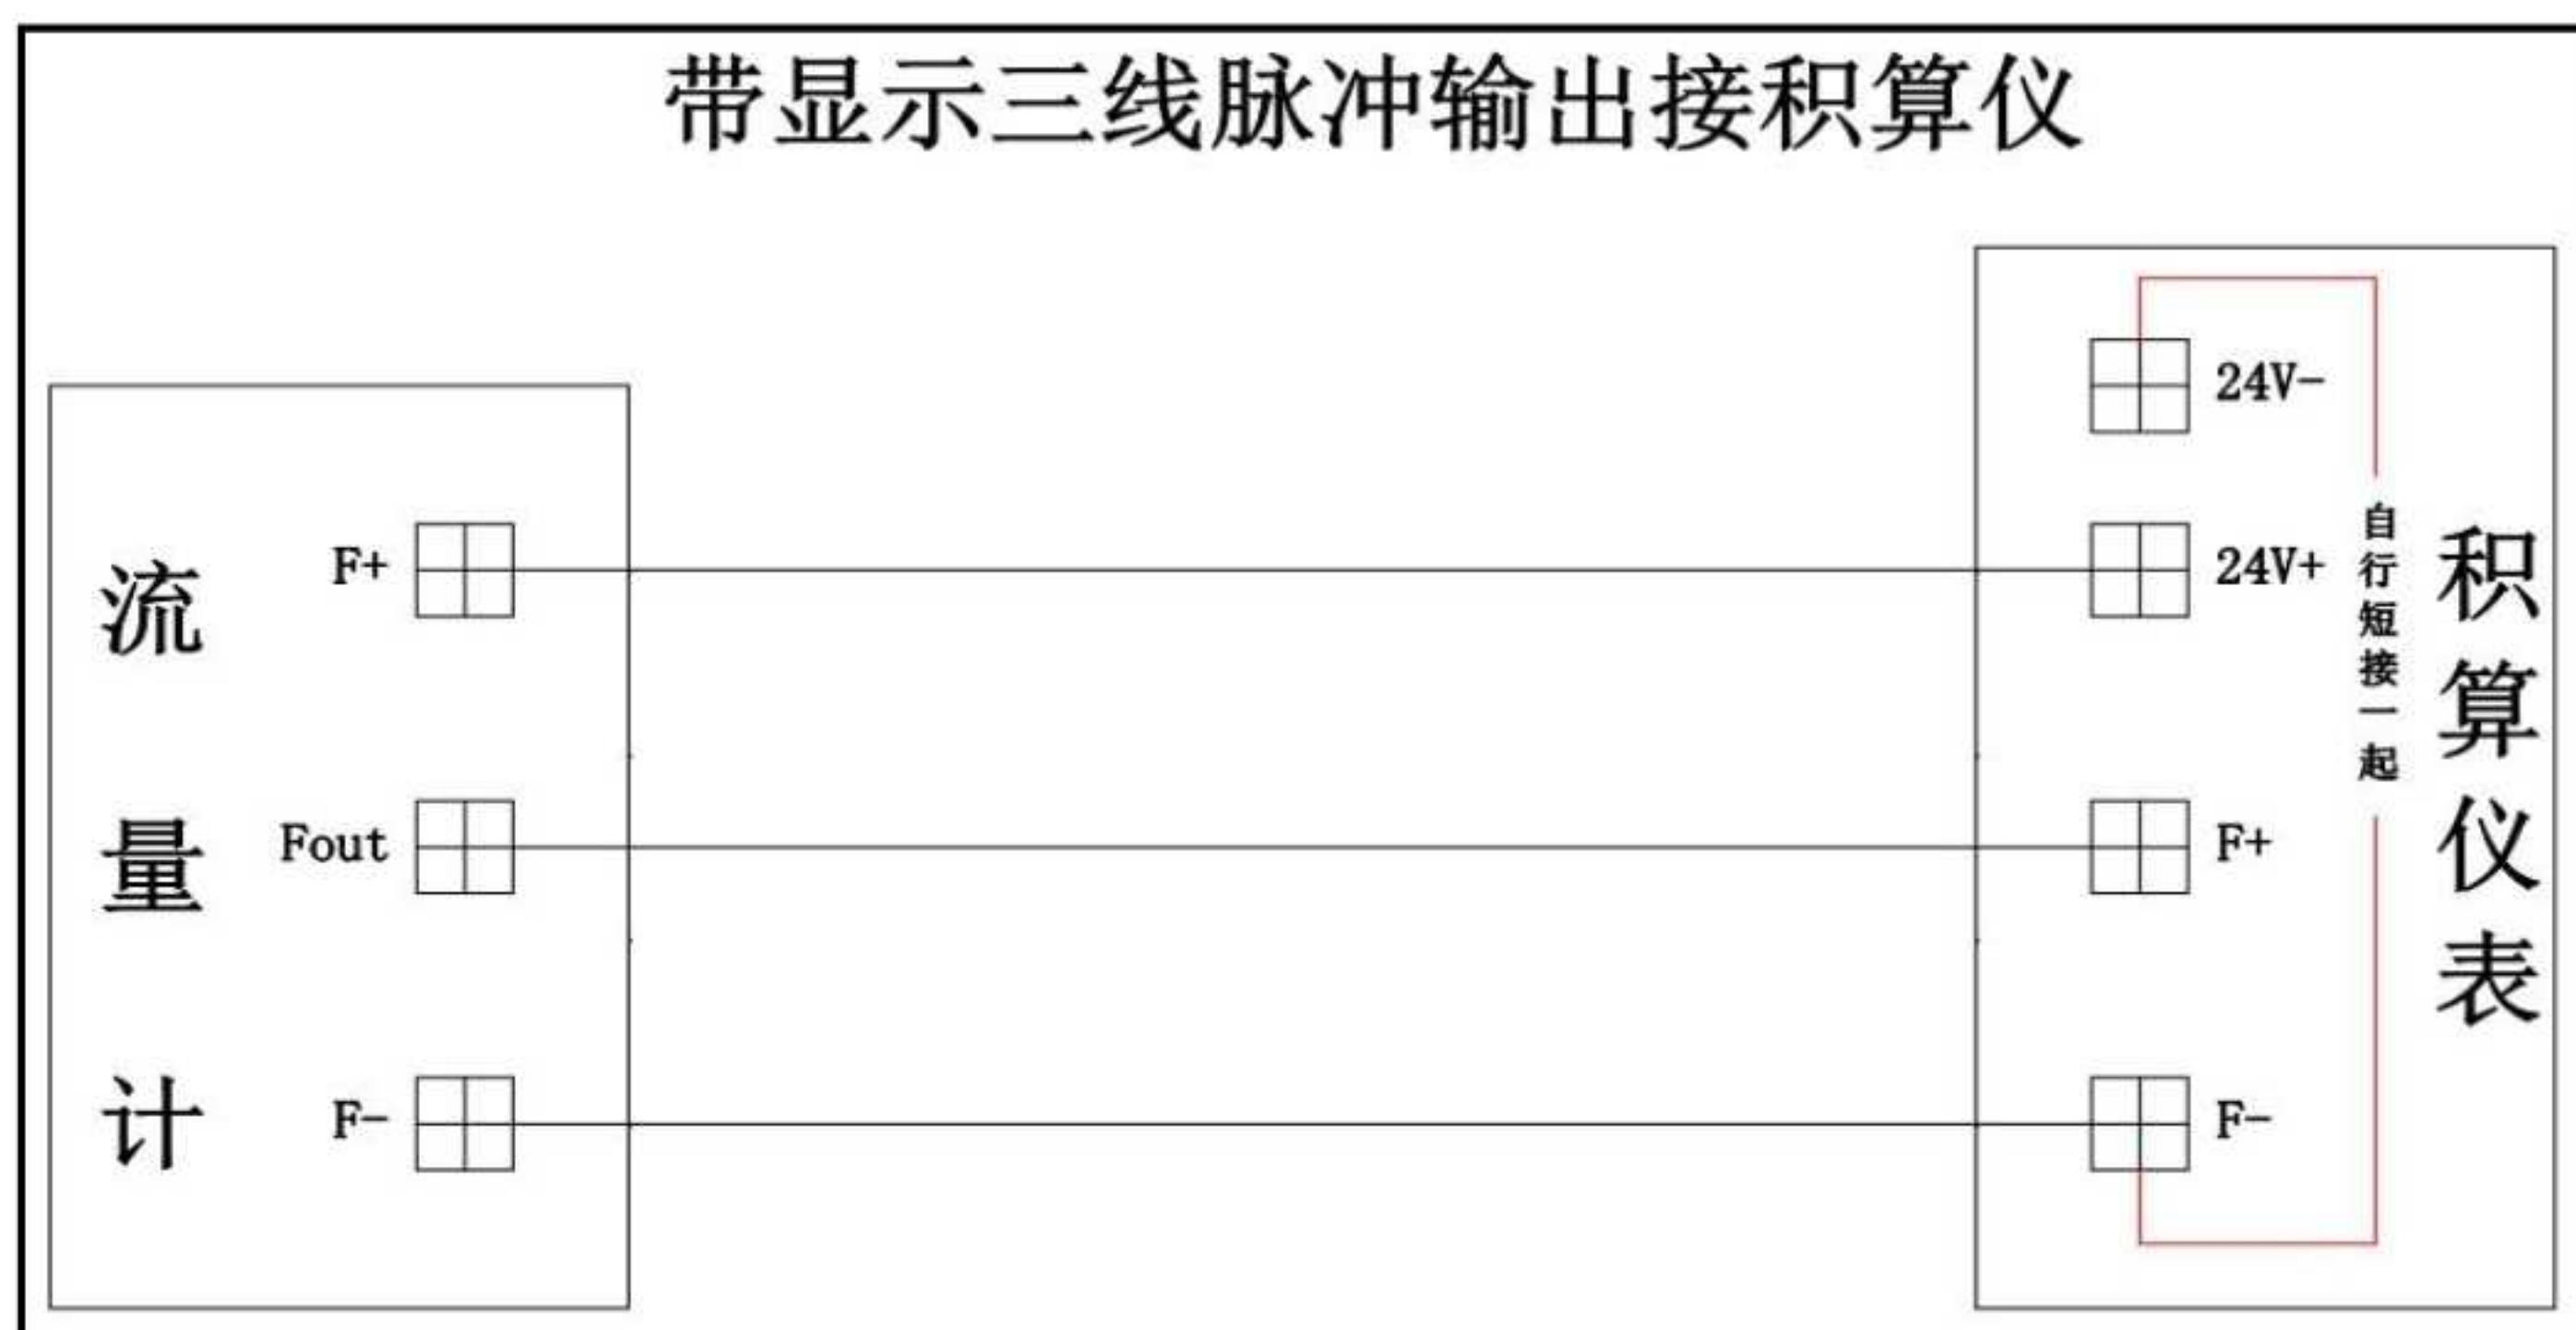 带显示三线脉冲输出接积算仪
流量计
F+
Fout
F-
24V-
24V+
F+
F-
自行短接一起
积算仪表